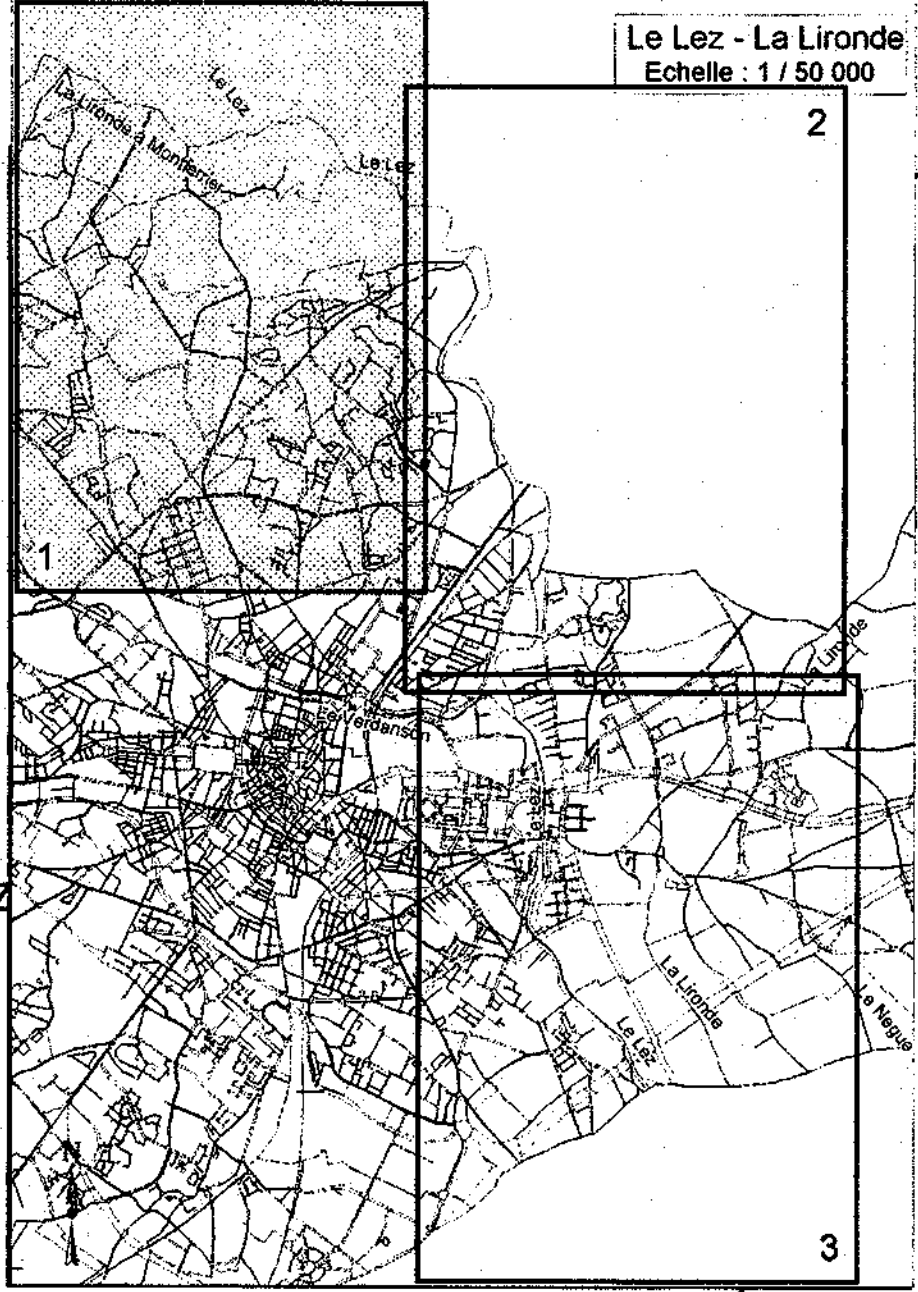 Le Lez - La Lironde
Echelle : 1 / 50 000
2
Le Lez
La Lironde à Montferrier
Le Lez
1
Lironde
Le Verdanson
Le Lez
La Lironde
Le Lez
Le Negue
N
3